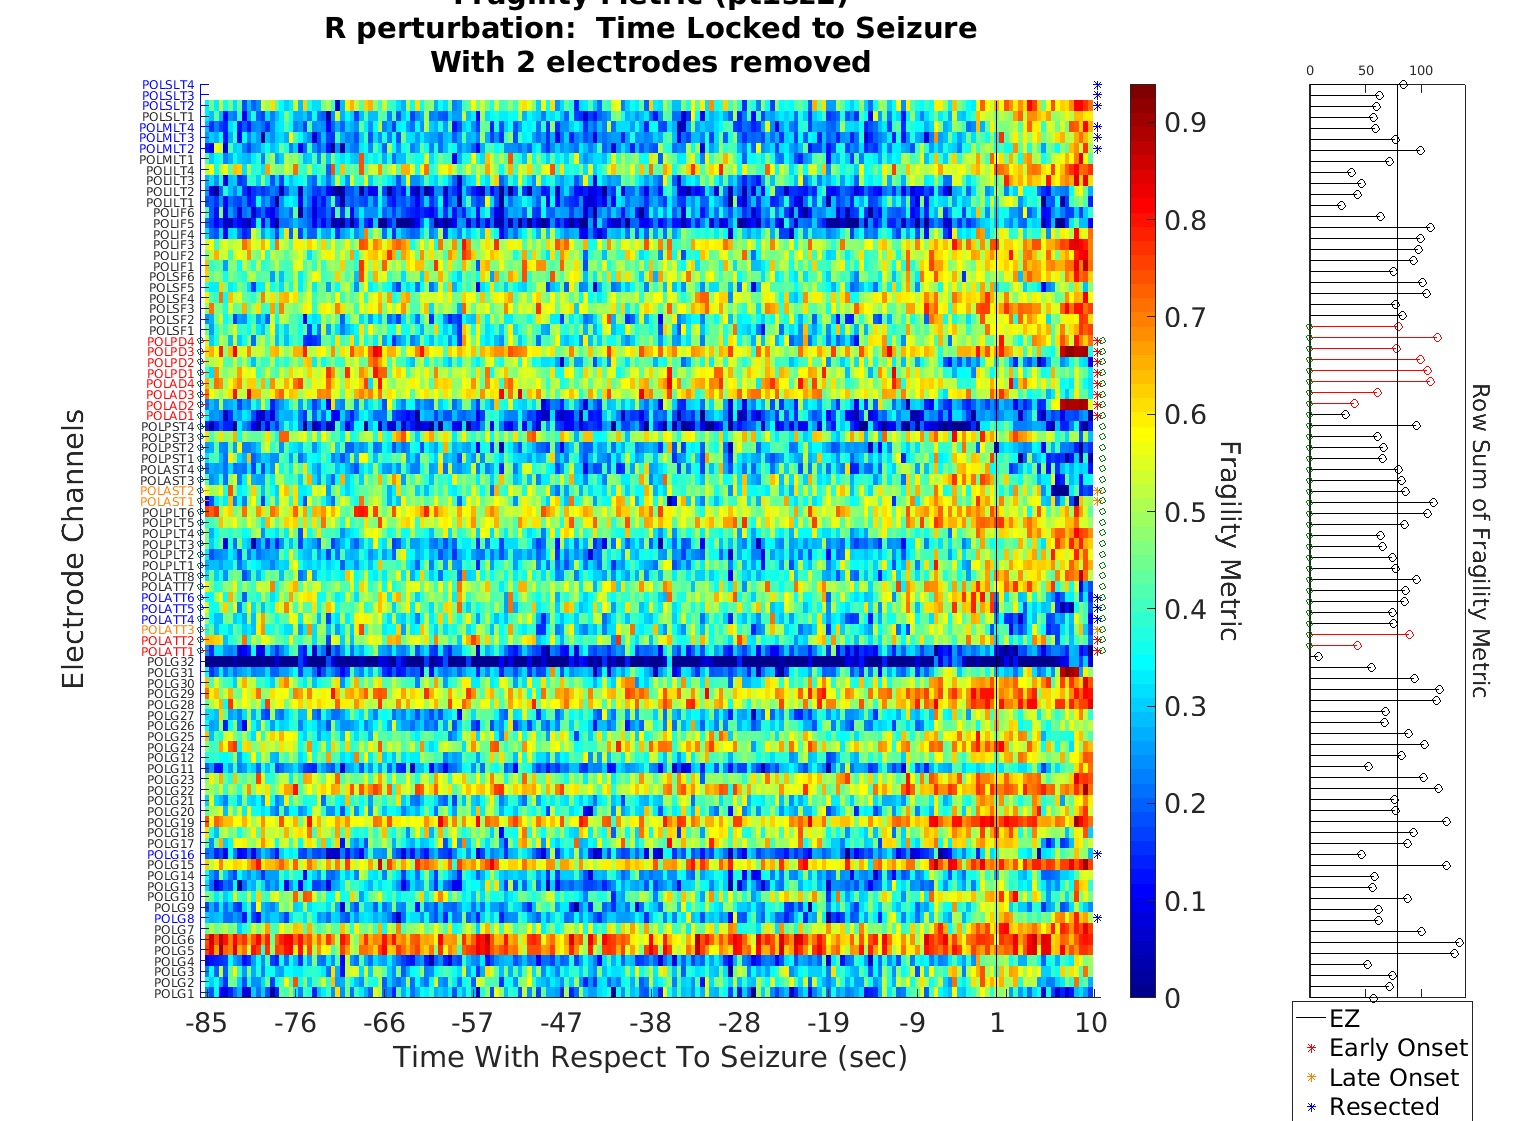 Fragility Metric (pt1sz2)
R perturbation: Time Locked to Seizure
With 2 electrodes removed
POLSLT4
POLSLT3
POLSLT2
POLSLT1
POLMLT4
POLMLT3
POLMLT2
POLMLT1
POLILT4
POLILT3
POLILT2
POLILT1
POLIF6
POLIF5
POLIF4
POLIF3
POLIF2
POLIF1
POLSF6
POLSF5
POLSF4
POLSF3
POLSF2
POLSF1
POLPD4
POLPD3
POLPD2
POLPD1
POLAD4
POLAD3
POLAD2
POLAD1
POLPST4
POLPST3
POLPST2
POLPST1
POLAST4
POLAST3
POLAST2
POLAST1
POLPLT6
POLPLT5
POLPLT4
POLPLT3
POLPLT2
POLPLT1
POLATT8
POLATT7
POLATT6
POLATT5
POLATT4
POLATT3
POLATT2
POLATT1
POLG32
POLG31
POLG30
POLG29
POLG28
POLG27
POLG26
POLG25
POLG24
POLG12
POLG11
POLG23
POLG22
POLG21
POLG20
POLG19
POLG18
POLG17
POLG16
POLG15
POLG14
POLG13
POLG10
POLG9
POLG8
POLG7
POLG6
POLG5
POLG4
POLG3
POLG2
POLG1
Electrode Channels
-85 -76 -66 -57 -47 -38 -28 -19 -9 1 10
Time With Respect To Seizure (sec)
0.9
0.8
0.7
0.6
0.5
0.4
0.3
0.2
0.1
0
Fragility Metric
0 50 100
Row Sum of Fragility Metric
EZ
Early Onset
Late Onset
Resected